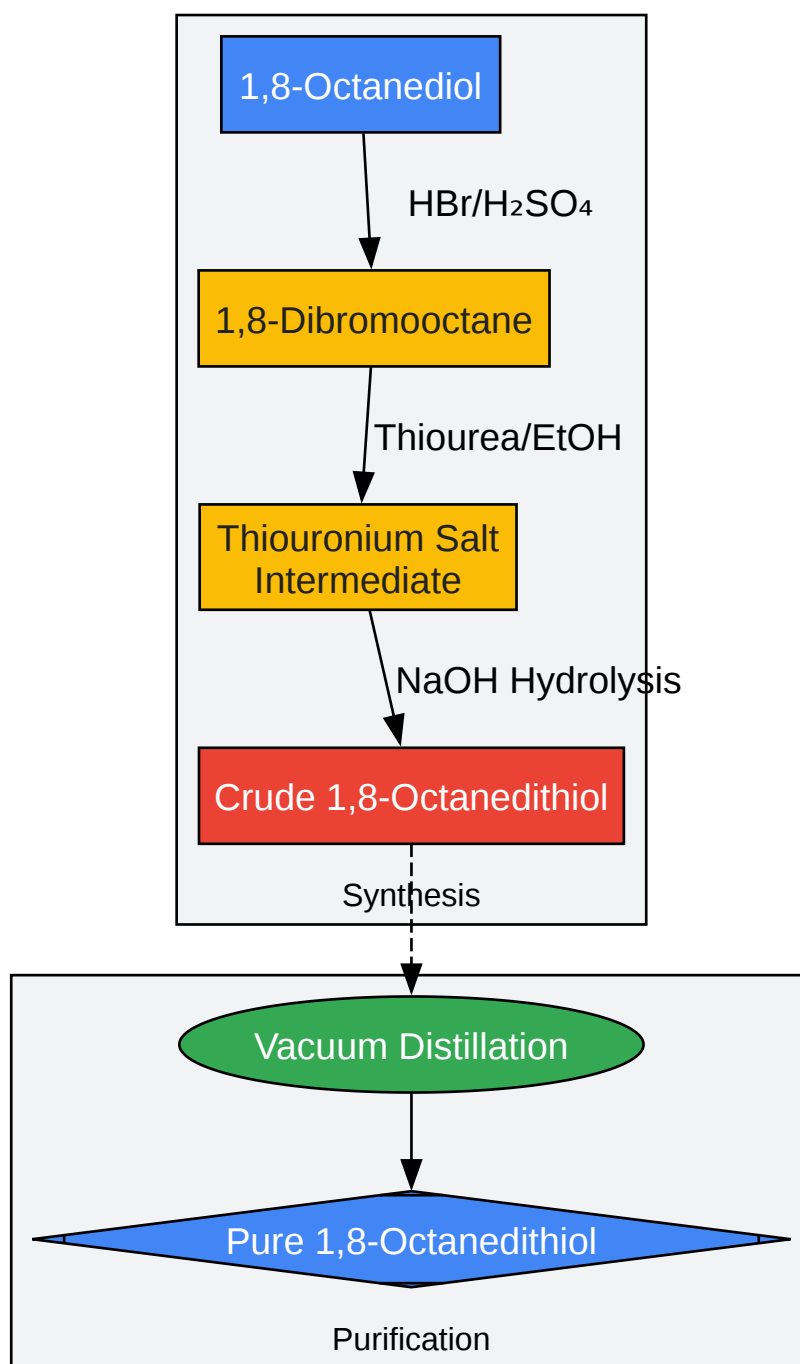 1,8-Octanediol
HBr/H₂SO₄
1,8-Dibromooctane
Thiourea/EtOH
Thiouronium Salt
Intermediate
NaOH Hydrolysis
Crude 1,8-Octanedithiol
Synthesis
Vacuum Distillation
Pure 1,8-Octanedithiol
Purification